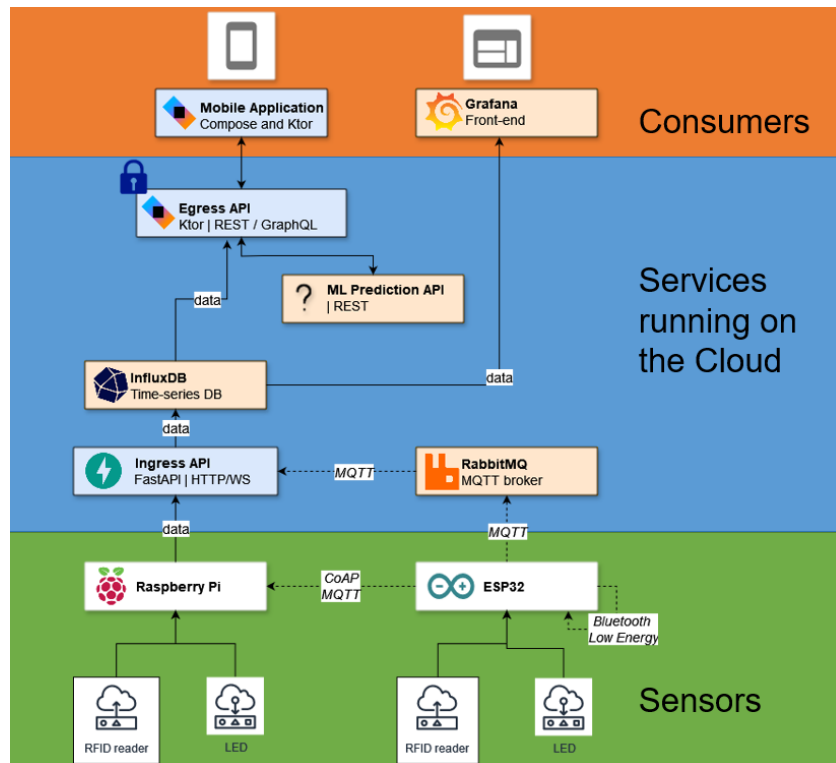 Mobile Application
Compose and Ktor
Grafana
Front-end
Consumers
Egress API
Ktor | REST / GraphQL
?
ML Prediction API
| REST
data
Services
running on
the Cloud
InfluxDB
Time-series DB
data
data
Ingress API
FastAPI | HTTP/WS
MQTT
RabbitMQ
MQTT broker
data
MQTT
Raspberry Pi
CoAP
MQTT
ESP32
Bluetooth
Low Energy
RFID reader
LED
RFID reader
LED
Sensors